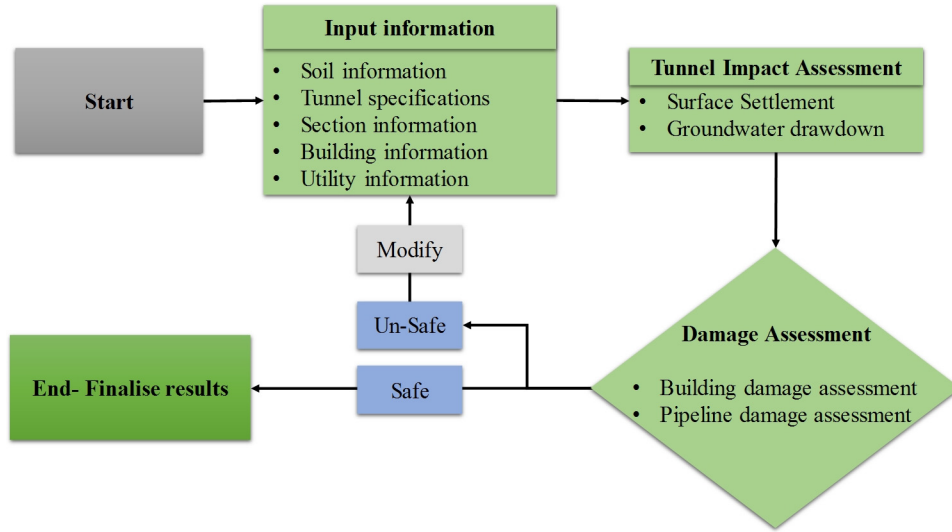 Start
Input information
• Soil information
• Tunnel specifications
• Section information
• Building information
• Utility information
Tunnel Impact Assessment
• Surface Settlement
• Groundwater drawdown
Damage Assessment
• Building damage assessment
• Pipeline damage assessment
Modify
Un-Safe
Safe
End- Finalise results